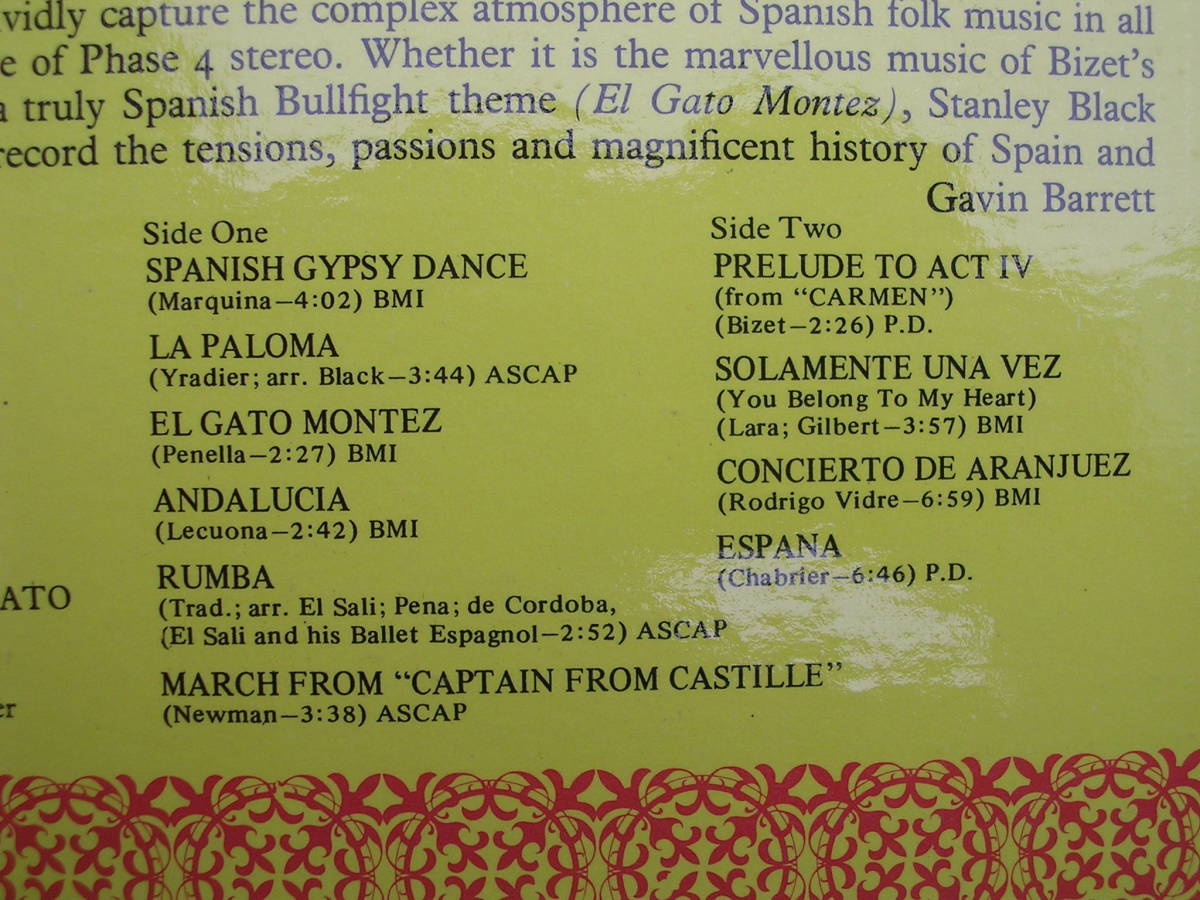 vidly capture the complex atmosphere of Spanish folk music in all
e of Phase 4 stereo. Whether it is the marvellous music of Bizet's
a truly Spanish Bullfight theme (El Gato Montez), Stanley Black
record the tensions, passions and magnificent history of Spain and
Gavin Barrett
Side One
SPANISH GYPSY DANCE
(Marquina—4:02) BMI
LA PALOMA
(Yradier; arr. Black—3:44) ASCAP
EL GATO MONTEZ
(Penella—2:27) BMI
ANDALUCIA
(Lecuona—2:42) BMI
RUMBA
(Trad.; arr. El Sali; Pena; de Cordoba,
(El Sali and his Ballet Espagnol—2:52) ASCAP
MARCH FROM “CAPTAIN FROM CASTILLE”
(Newman—3:38) ASCAP
Side Two
PRELUDE TO ACT IV
(from “CARMEN”)
(Bizet—2:26) P.D.
SOLAMENTE UNA VEZ
(You Belong To My Heart)
(Lara; Gilbert—3:57) BMI
CONCIERTO DE ARANJUEZ
(Rodrigo Vidre—6:59) BMI
ESPANA
(Chabrier—6:46) P.D.
ATO
er